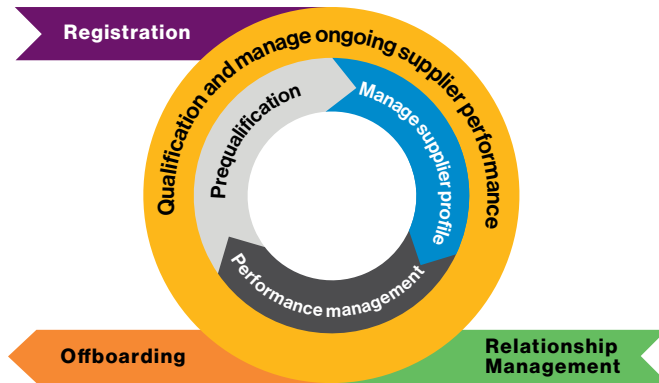 Registration
Qualification and manage ongoing supplier performance
Prequalification
Manage supplier profile
Performance management
Offboarding
Relationship
Management